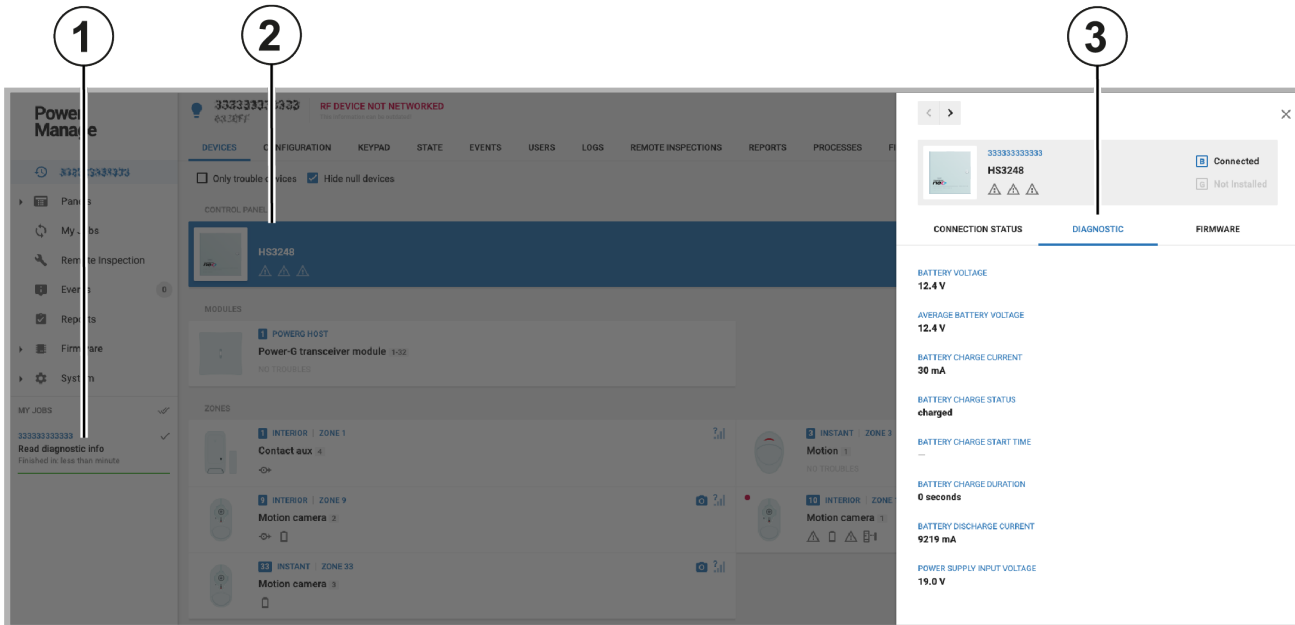 1
2
3
Power
Manage
RF DEVICE NOT NETWORKED
DEVICES CONFIGURATION KEYPAD STATE EVENTS USERS LOGS REMOTE INSPECTIONS REPORTS PROCESSES
Only trouble devices Hide null devices
Panels
My Jobs
Remote Inspection
Events 0
Reports
Firmware
System
MY JOBS
333333333333
Read diagnostic info
Finished in: less than minute
CONTROL PANEL
HS3248
MODULES
1 POWERG HOST
Power-G transceiver module 1-32
NO TROUBLES
ZONES
1 INTERIOR ZONE 1
Contact aux 4
3 INSTANT ZONE 3
Motion 1
NO TROUBLES
9 INTERIOR ZONE 9
Motion camera 2
10 INTERIOR ZONE
Motion camera 1
33 INSTANT ZONE 33
Motion camera 3
333333333333
HS3248
neo
B Connected
G Not Installed
CONNECTION STATUS DIAGNOSTIC FIRMWARE
BATTERY VOLTAGE
12.4 V
AVERAGE BATTERY VOLTAGE
12.4 V
BATTERY CHARGE CURRENT
30 mA
BATTERY CHARGE STATUS
charged
BATTERY CHARGE START TIME
—
BATTERY CHARGE DURATION
0 seconds
BATTERY DISCHARGE CURRENT
9219 mA
POWER SUPPLY INPUT VOLTAGE
19.0 V